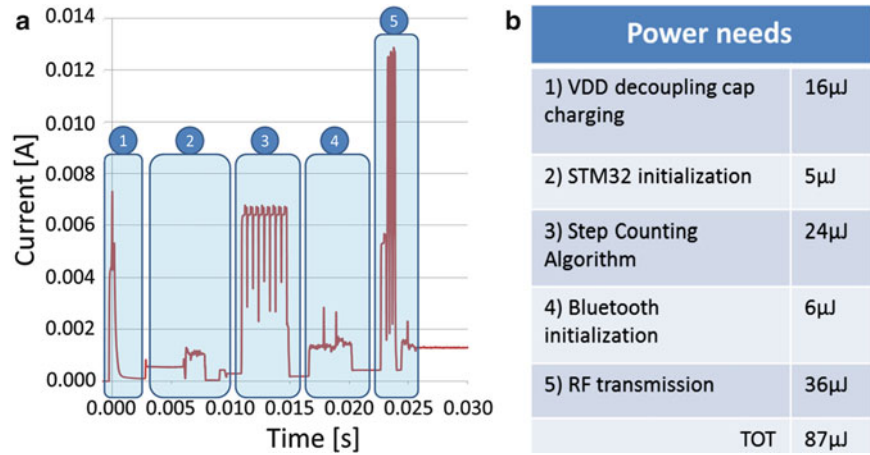 a
Current [A]
0.014
0.012
0.010
0.008
0.006
0.004
0.002
0.000
1
2
3
4
5
0.000 0.005 0.010 0.015 0.020 0.025 0.030
Time [s]
b
Power needs
1) VDD decoupling cap 16µJ
charging
2) STM32 initialization 5µJ
3) Step Counting 24µJ
Algorithm
4) Bluetooth 6µJ
initialization
5) RF transmission 36µJ
TOT 87µJ